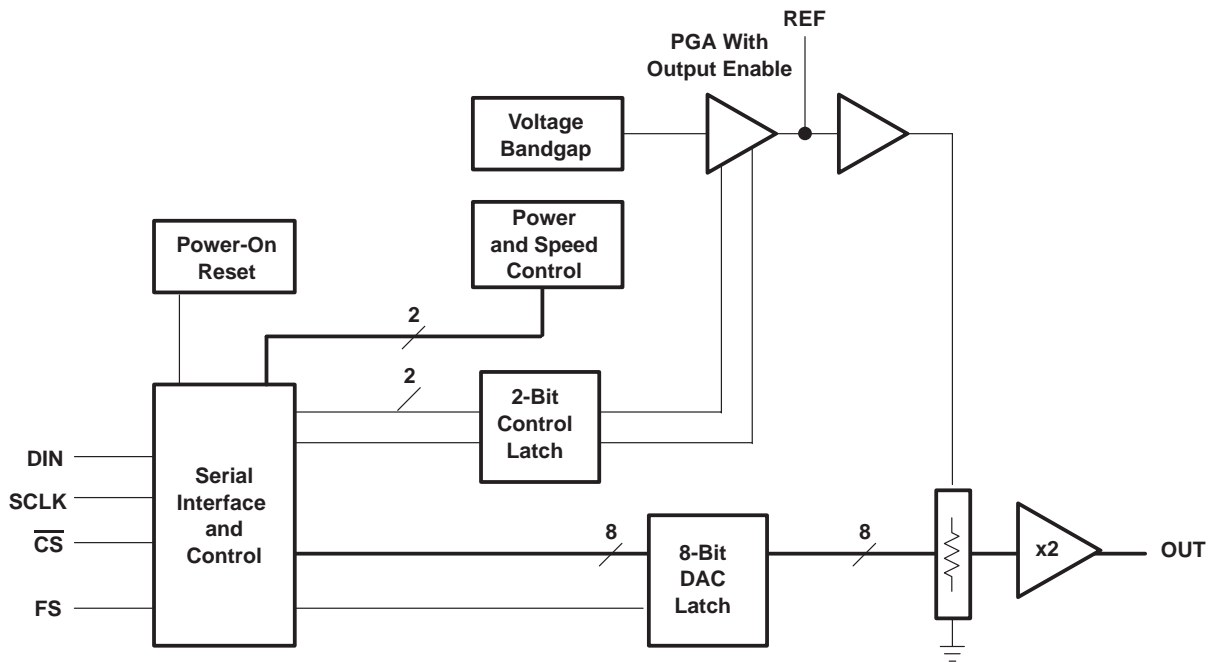 REF
PGA With
Output Enable
Voltage
Bandgap
Power
and Speed
Control
Power-On
Reset
2
2
2-Bit
Control
Latch
DIN
SCLK
CS
FS
Serial
Interface
and
Control
8
8-Bit
DAC
Latch
8
x2
OUT